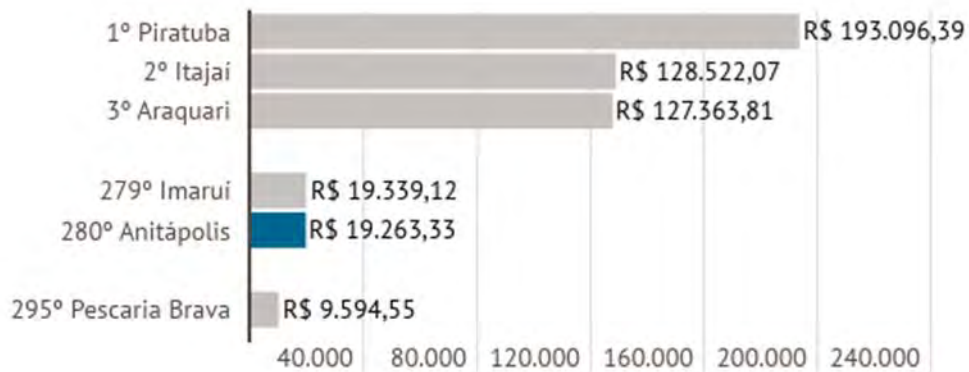 1º Piratuba R$ 193.096,39
2º Itajaí R$ 128.522,07
3º Araquari R$ 127.363,81
279º Imaruí R$ 19.339,12
280º Anitápolis R$ 19.263,33
295º Pescaria Brava R$ 9.594,55
40.000 80.000 120.000 160.000 200.000 240.000